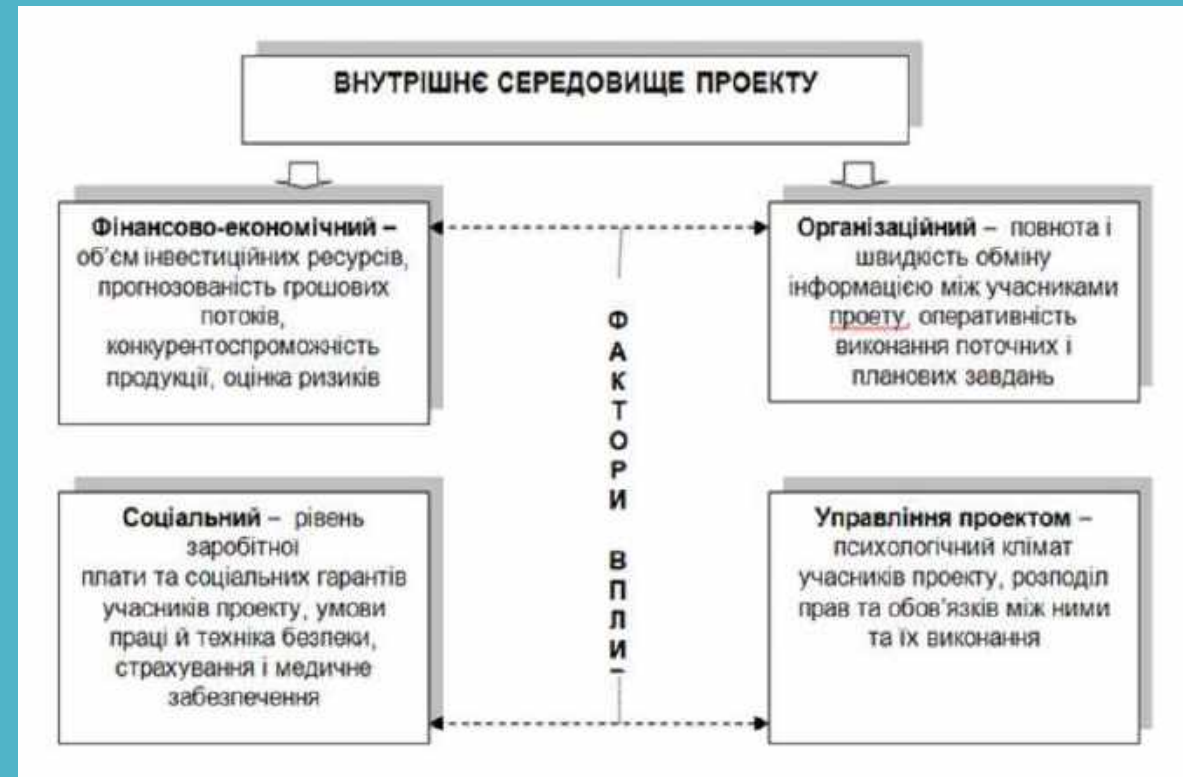 ВНУТРІШНЄ СЕРЕДОВИЩЕ ПРОЕКТУ
Фінансово-економічний –
об'єм інвестиційних ресурсів,
прогнозованість грошових
потоків,
конкурентоспроможність
продукції, оцінка ризиків
Організаційний – повнота і
швидкість обміну
інформацією між учасниками
проету, оперативність
виконання поточних і
планових завдань
ФАКТОРИ ВПЛИ
Соціальний – рівень
заробітної
плати та соціальних гарантів
учасників проекту, умови
праці й техніка безпеки,
страхування і медичне
забезпечення
Управління проектом –
психологічний клімат
учасників проекту, розподіл
прав та обов'язків між ними
та їх виконання